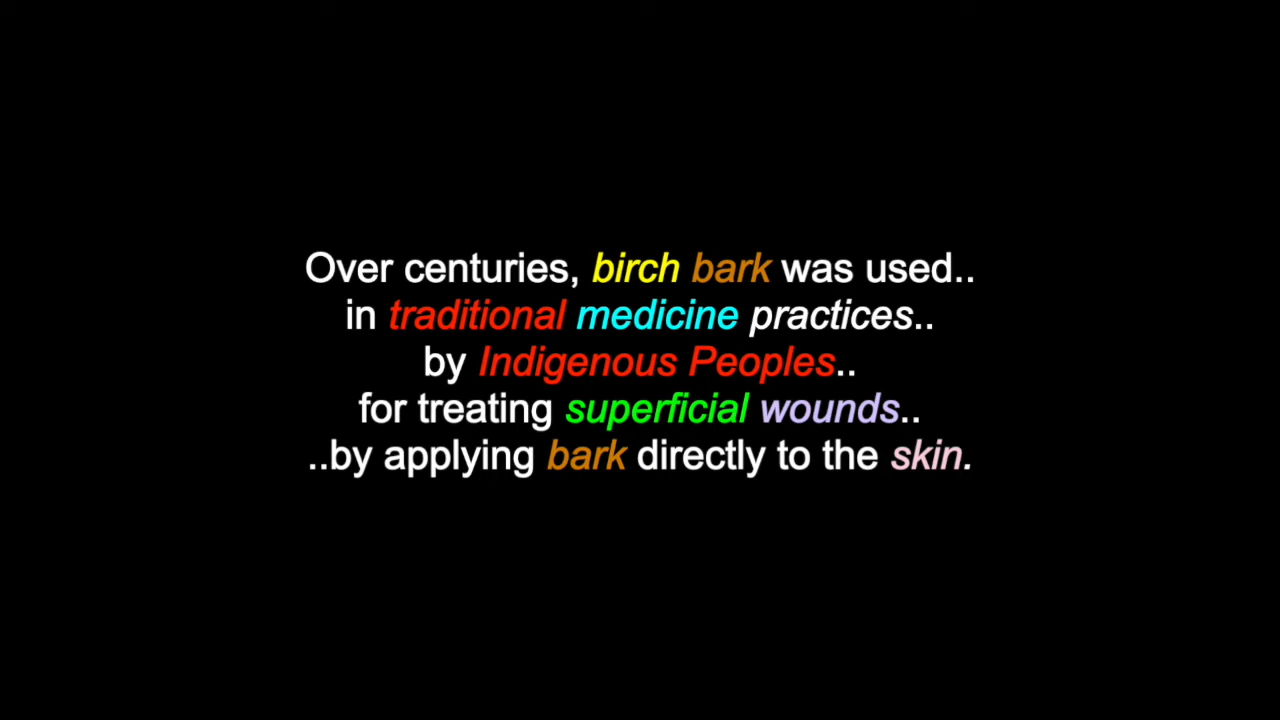 Over centuries, birch bark was used..
in traditional medicine practices..
by Indigenous Peoples..
for treating superficial wounds..
..by applying bark directly to the skin.